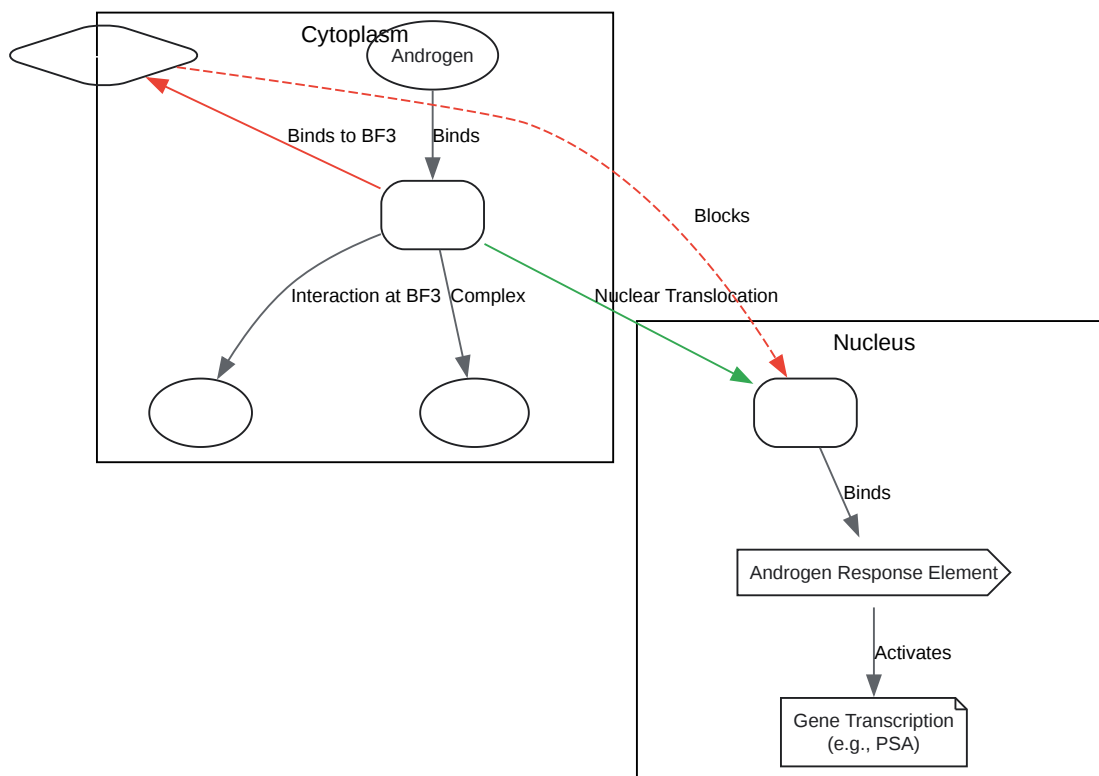 Cytoplasm
Androgen
Binds to BF3
Binds
Blocks
Interaction at BF3
Complex
Nuclear Translocation
Nucleus
Binds
Androgen Response Element
Activates
Gene Transcription
(e.g., PSA)